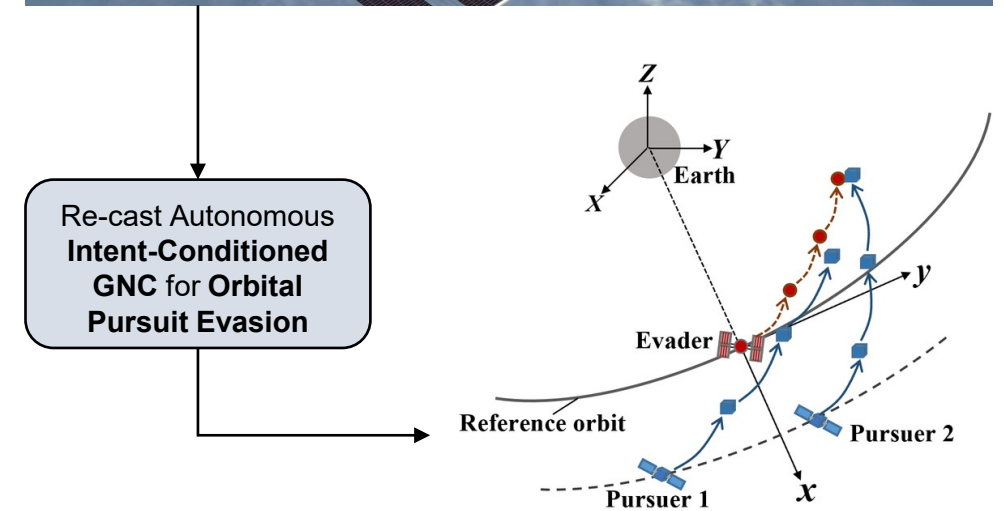 Re-cast Autonomous
Intent-Conditioned
GNC for Orbital
Pursuit Evasion
Z
Y
Earth
X
y
Evader
Reference orbit
Pursuer 2
x
Pursuer 1